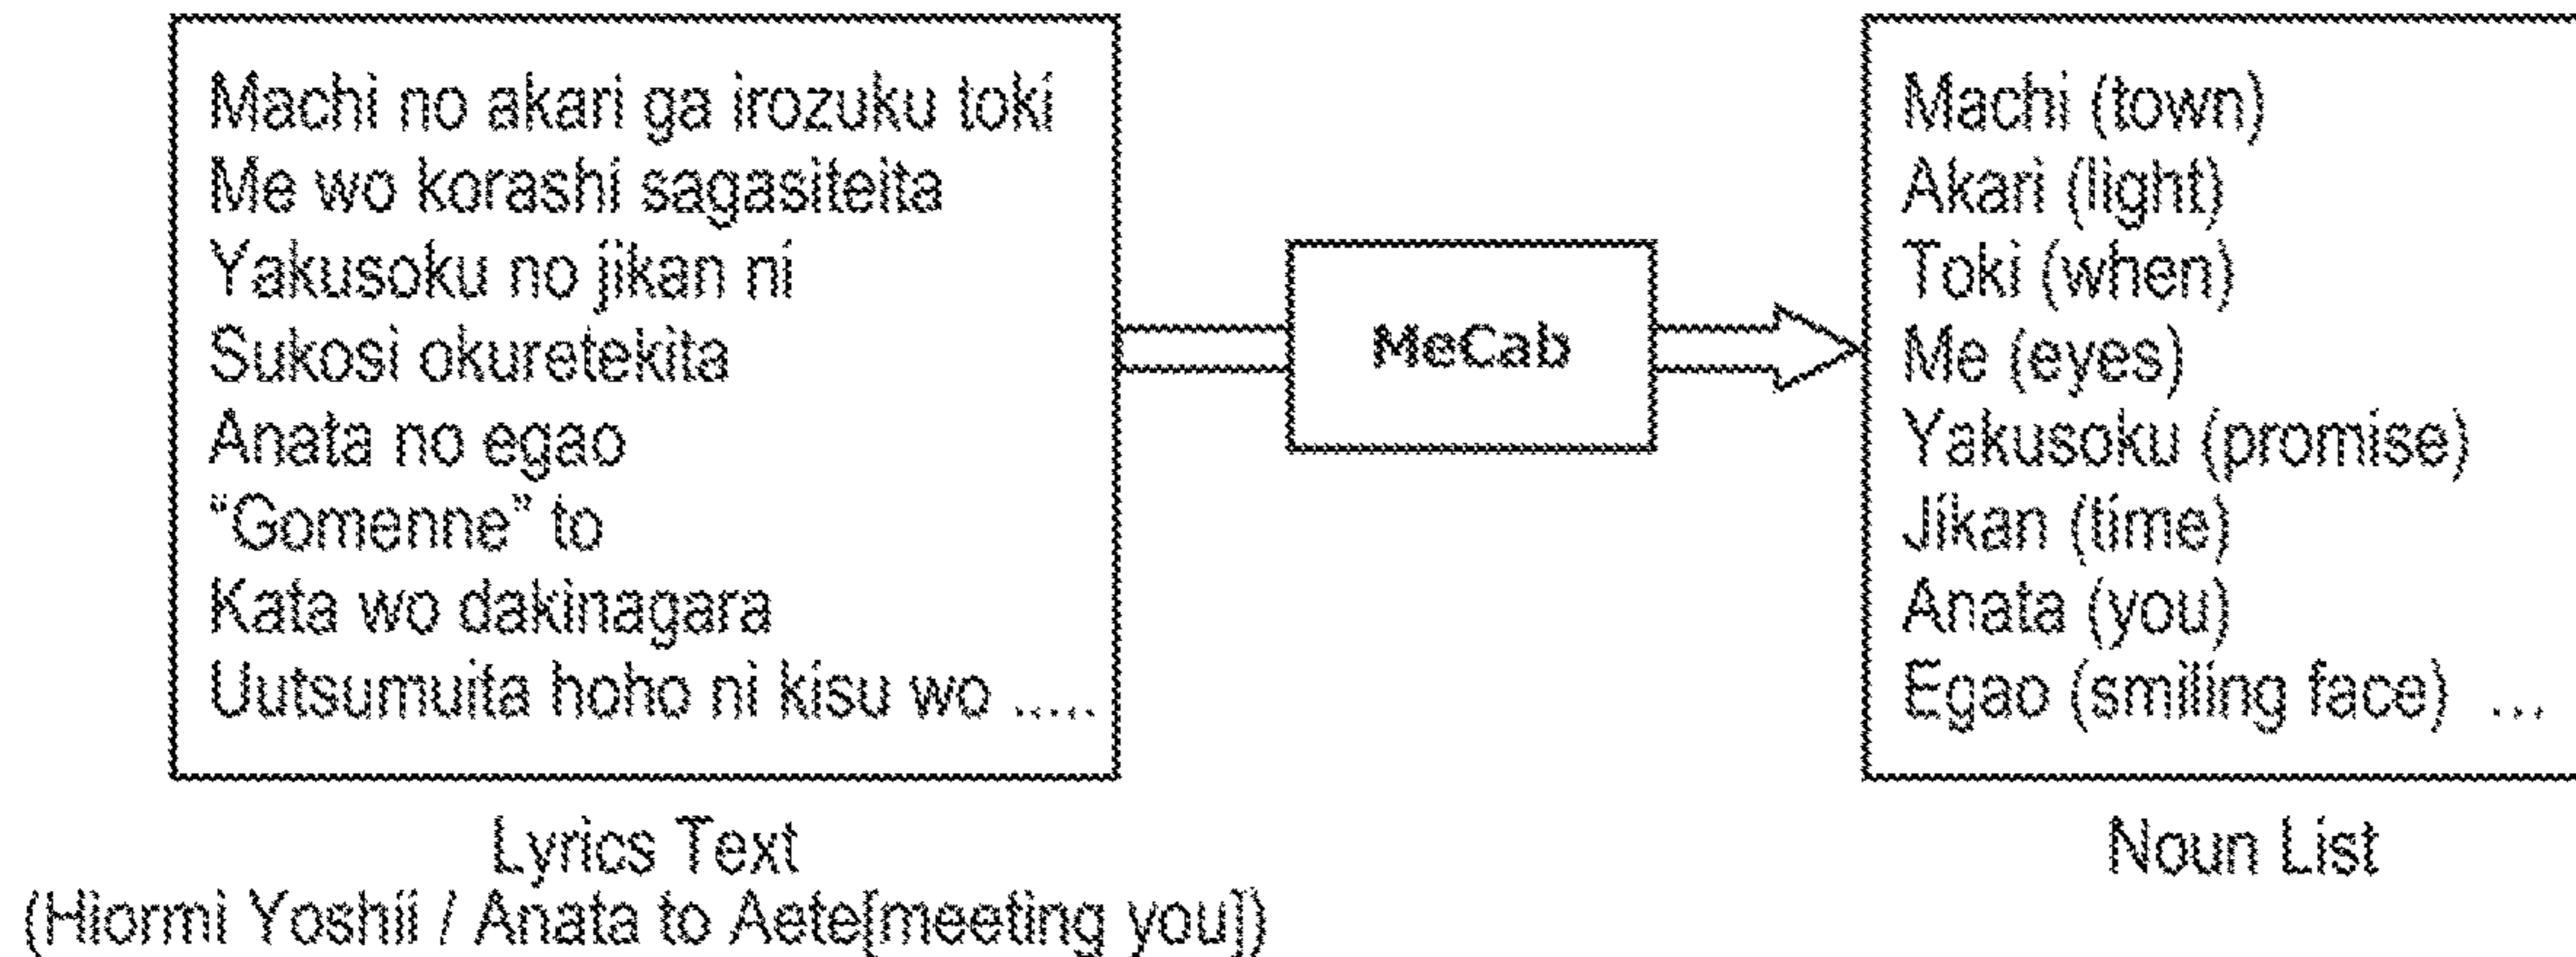 Machi no akari ga irozuku toki
Me wo korashi sagasiteita
Yakusoku no jikan ni
Sukosi okuretekita
Anata no egao
“Gomenne” to
Kata wo dakinagara
Uutsumuita hoho ni kisu wo .....
Lyrics Text
(Hiormi Yoshii / Anata to Aete[meeting you])
MeCab
Machi (town)
Akari (light)
Toki (when)
Me (eyes)
Yakusoku (promise)
Jikan (time)
Anata (you)
Egao (smiling face) ...
Noun List